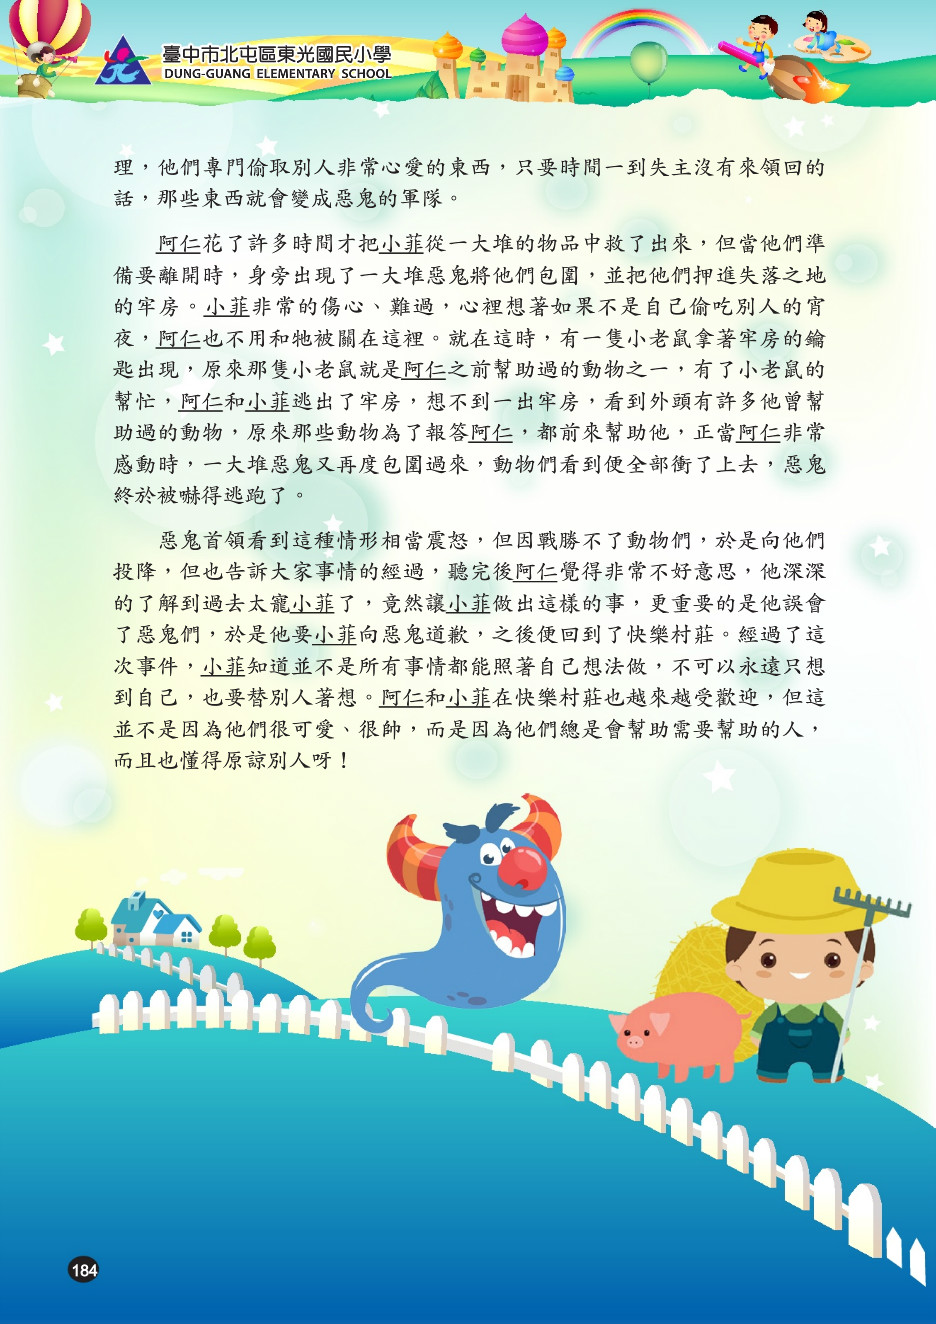 臺中市北屯區東光國民小學
DUNG-GUANG ELEMENTARY SCHOOL
理，他們專門偷取別人非常心愛的東西，只要時間一到失主沒有來領回的
話，那些東西就會變成惡鬼的軍隊。
阿仁花了許多時間才把小菲從一大堆的物品中救了出來，但當他們準
備要離開時，身旁出現了一大堆惡鬼將他們包圍，並把他們押進失落之地
的牢房。小菲非常的傷心、難過，心裡想著如果不是自己偷吃別人的宵
夜，阿仁也不用和牠被關在這裡。就在這時，有一隻小老鼠拿著牢房的鑰
匙出現，原來那隻小老鼠就是阿仁之前幫助過的動物之一，有了小老鼠的
幫忙，阿仁和小菲逃出了牢房，想不到一出牢房，看到外頭有許多他曾幫
助過的動物，原來那些動物為了報答阿仁，都前來幫助他，正當阿仁非常
感動時，一大堆惡鬼又再度包圍過來，動物們看到便全部衝了上去，惡鬼
終於被嚇得逃跑了。
惡鬼首領看到這種情形相當震怒，但因戰勝不了動物們，於是向他們
投降，但也告訴大家事情的經過，聽完後阿仁覺得非常不好意思，他深深
的了解到過去太寵小菲了，竟然讓小菲做出這樣的事，更重要的是他誤會
了惡鬼們，於是他要小菲向惡鬼道歉，之後便回到了快樂村莊。經過了這
次事件，小菲知道並不是所有事情都能照著自己想法做，不可以永遠只想
到自己，也要替別人著想。阿仁和小菲在快樂村莊也越來越受歡迎，但這
並不是因為他們很可愛、很帥，而是因為他們總是會幫助需要幫助的人，
而且也懂得原諒別人呀！
184